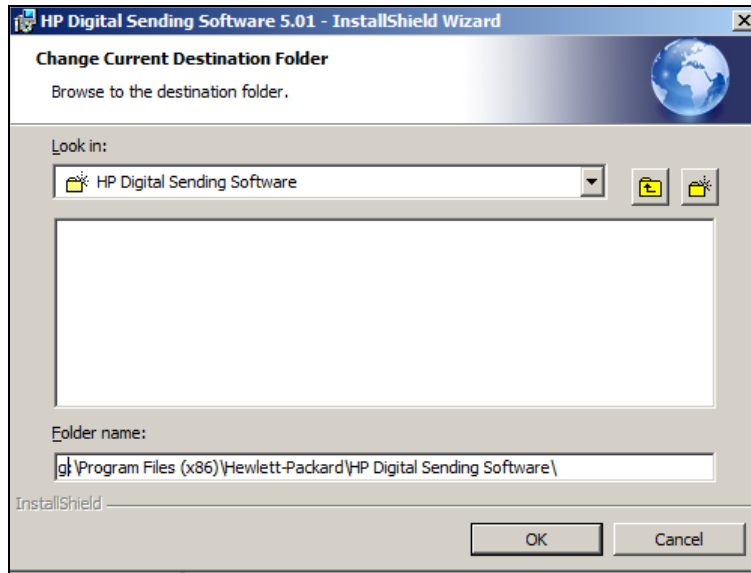 HP Digital Sending Software 5.01 - InstallShield Wizard
Change Current Destination Folder
Browse to the destination folder.
Look in:
HP Digital Sending Software
Folder name:
g:\Program Files (x86)\Hewlett-Packard\HP Digital Sending Software\
InstallShield
OK Cancel